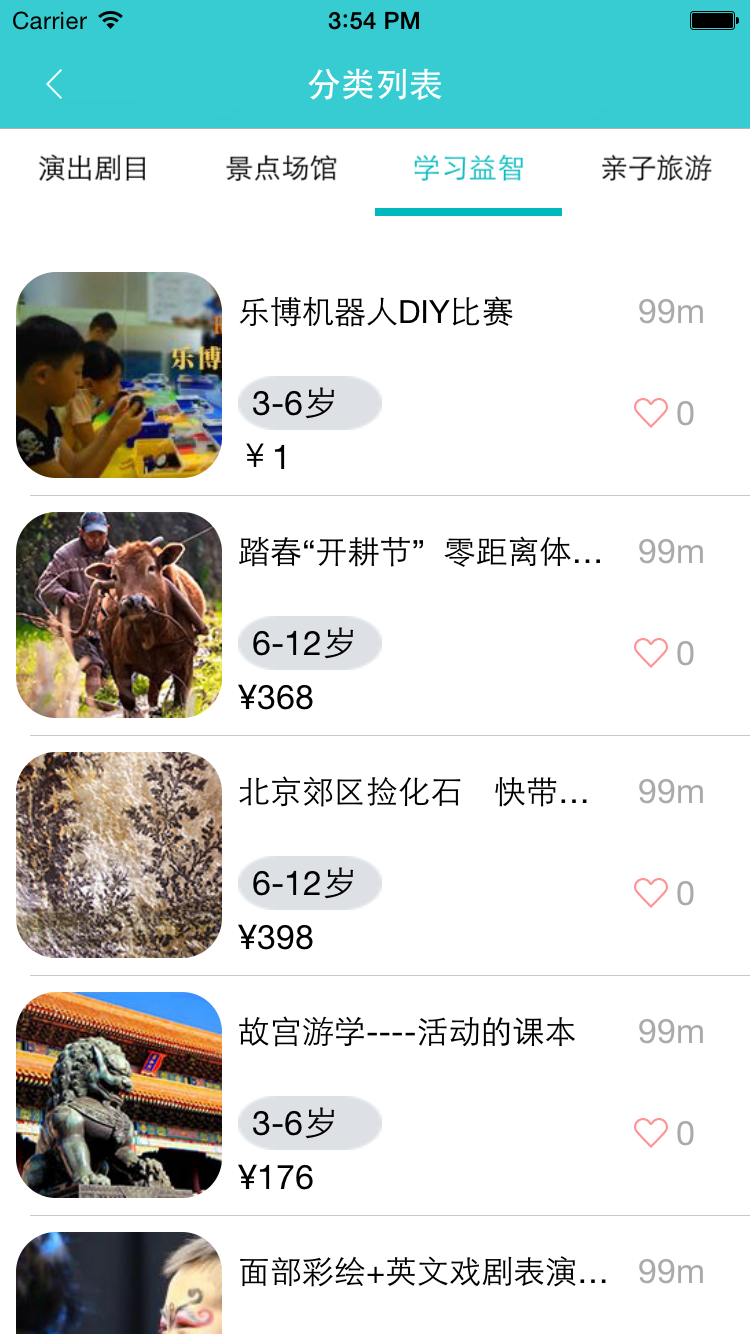 Carrier 3:54 PM
分类列表
演出剧目 景点场馆 学习益智 亲子旅游
乐博
乐博机器人DIY比赛 99m
3-6岁 0
￥1
踏春“开耕节” 零距离体... 99m
6-12岁 0
¥368
北京郊区捡化石　快带... 99m
6-12岁 0
¥398
故宫游学----活动的课本 99m
3-6岁 0
¥176
面部彩绘+英文戏剧表演... 99m